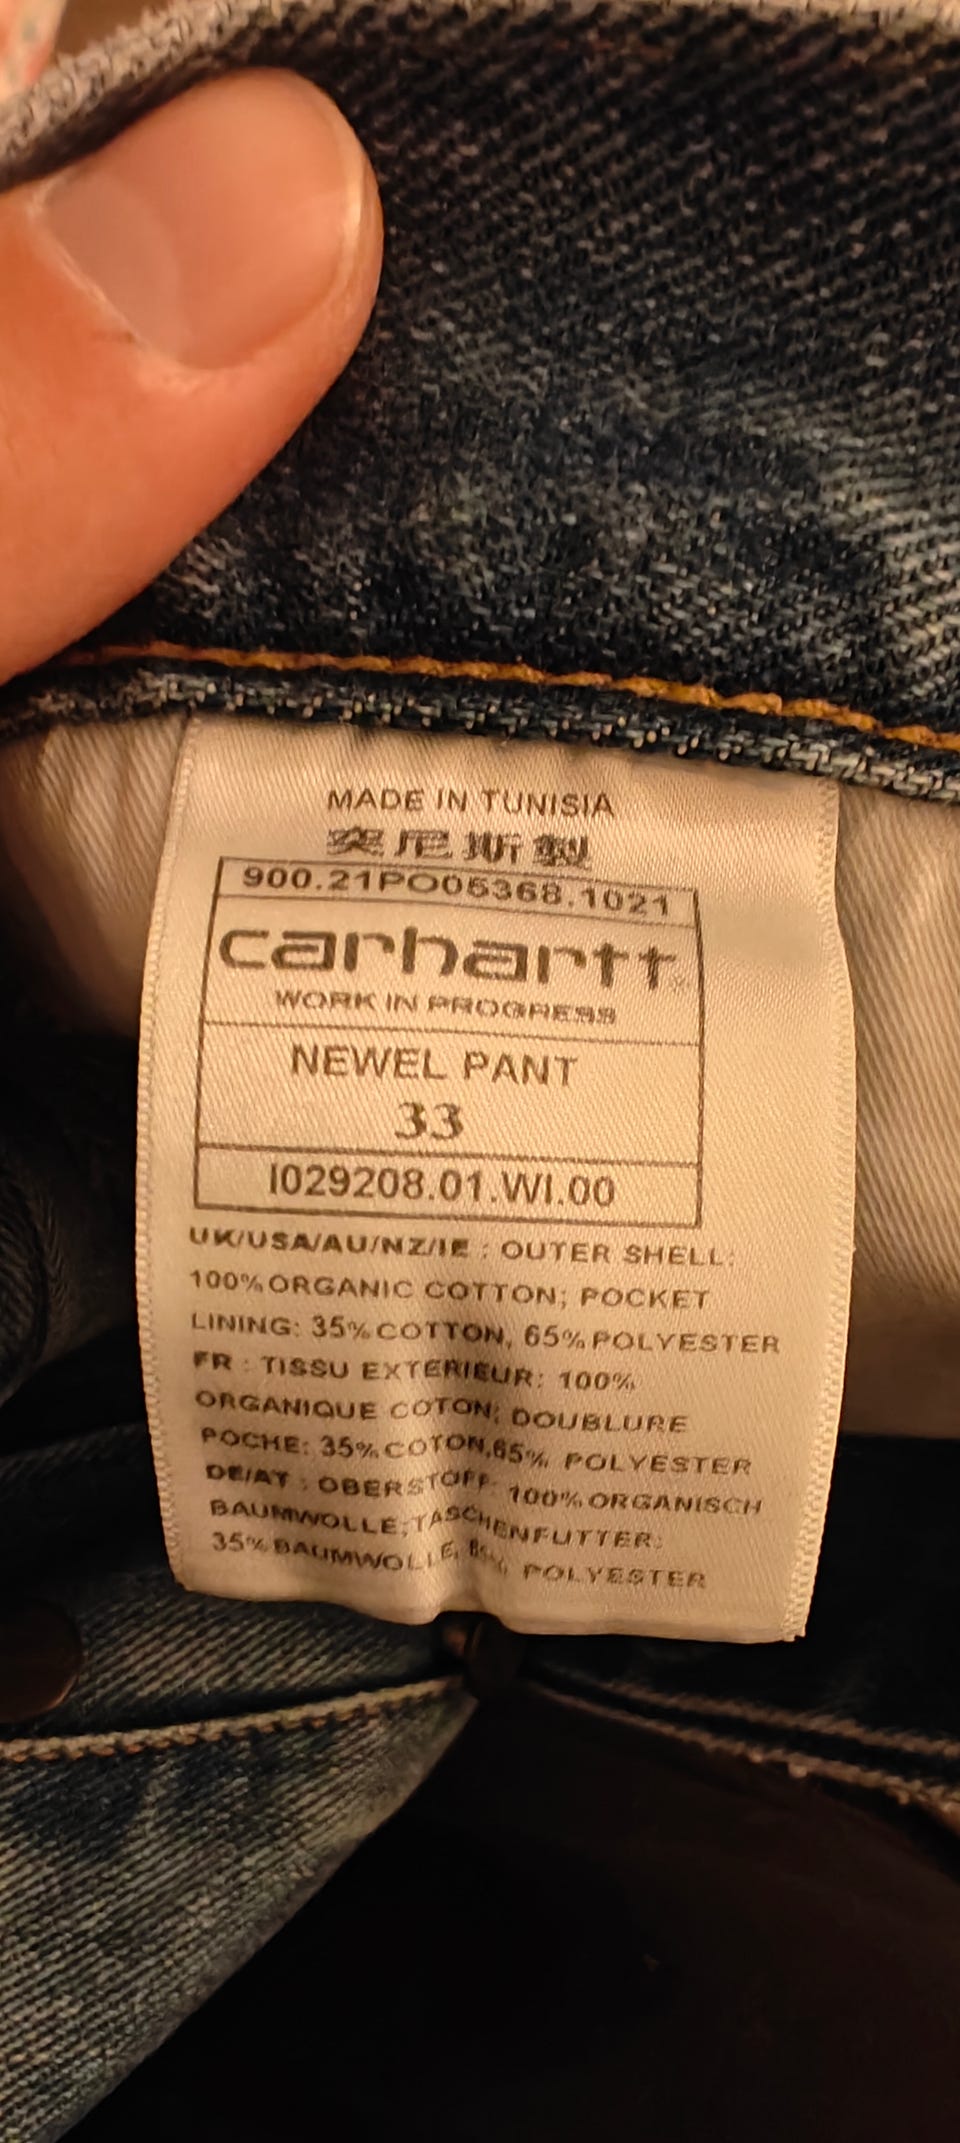 MADE IN TUNISIA
突尼斯製
900.21PO05368.1021
carhartt
WORK IN PROGRESS
NEWEL PANT
33
I029208.01.WI.00
UK/USA/AU/NZ/IE : OUTER SHELL:
100% ORGANIC COTTON; POCKET
LINING: 35% COTTON, 65% POLYESTER
FR : TISSU EXTERIEUR: 100%
ORGANIQUE COTON; DOUBLURE
POCHE: 35% COTON,65% POLYESTER
DE/AT : OBERSTOFF: 100% ORGANISCH
BAUMWOLLE;TASCHENFUTTER:
35% BAUMWOLLE, 65% POLYESTER